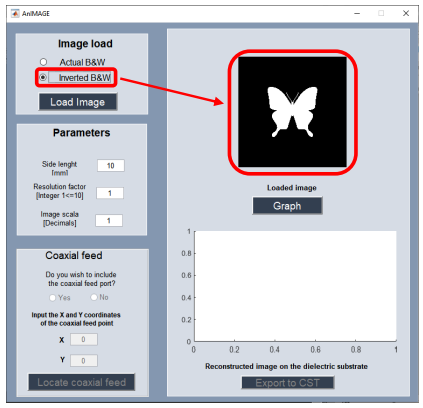 AnIMAGE
Image load
Actual B&W
Inverted B&W
Load Image
Parameters
Side lenght
[mm]
10
Resolution factor
[Integer 1<=10]
1
Image scala
[Decimals]
1
Coaxial feed
Do you wish to include
the coaxial feed port?
Yes
No
Input the X and Y coordinates
of the coaxial feed point
X
0
Y
0
Locate coaxial feed
Loaded image
Graph
1
0.8
0.6
0.4
0.2
0
0 0.2 0.4 0.6 0.8 1
Reconstructed image on the dielectric substrate
Export to CST